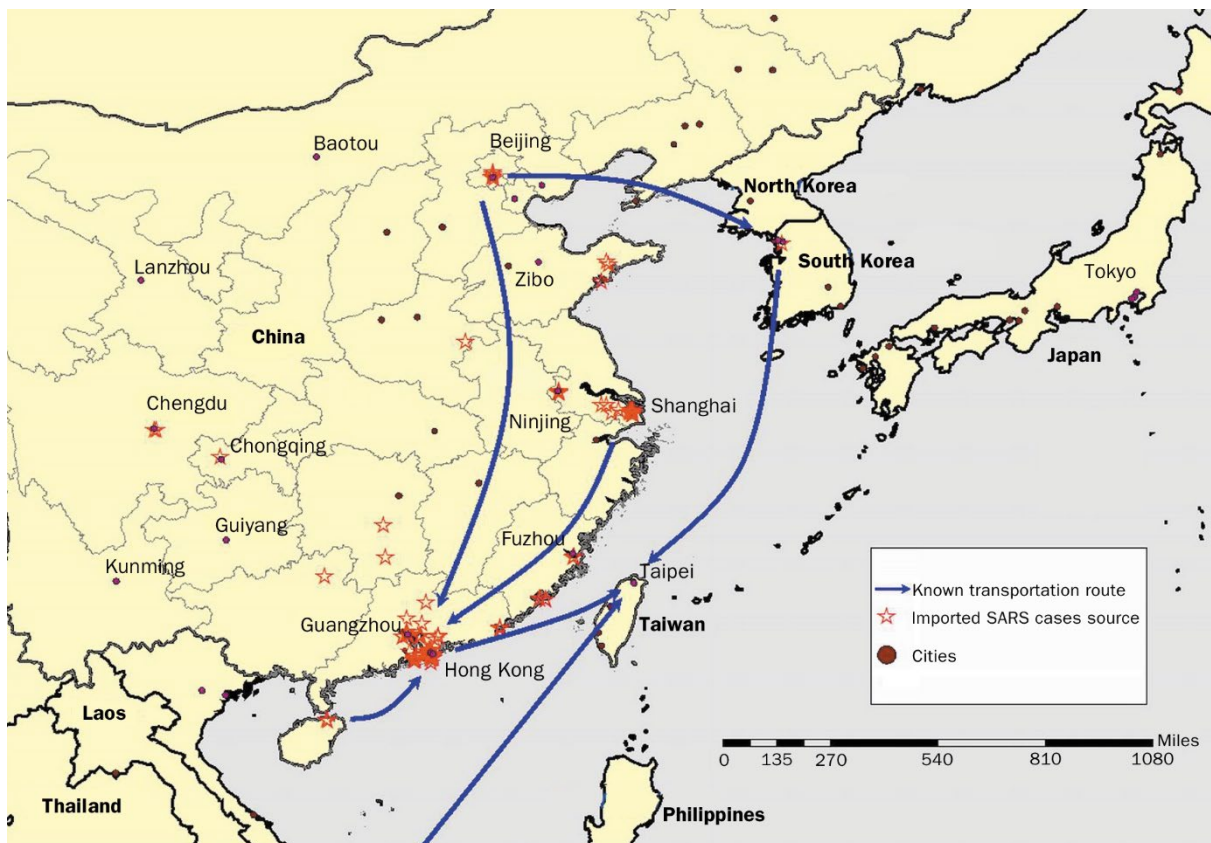 Baotou
Beijing
North Korea
Lanzhou
Zibo
South Korea
Tokyo
China
Japan
Chengdu
Ninjing
Shanghai
Chongqing
Guiyang
Fuzhou
Kunming
Taipei
Known transportation route
Guangzhou
Taiwan
Imported SARS cases source
Hong Kong
Cities
Laos
Miles
0 135 270 540 810 1080
Thailand
Philippines